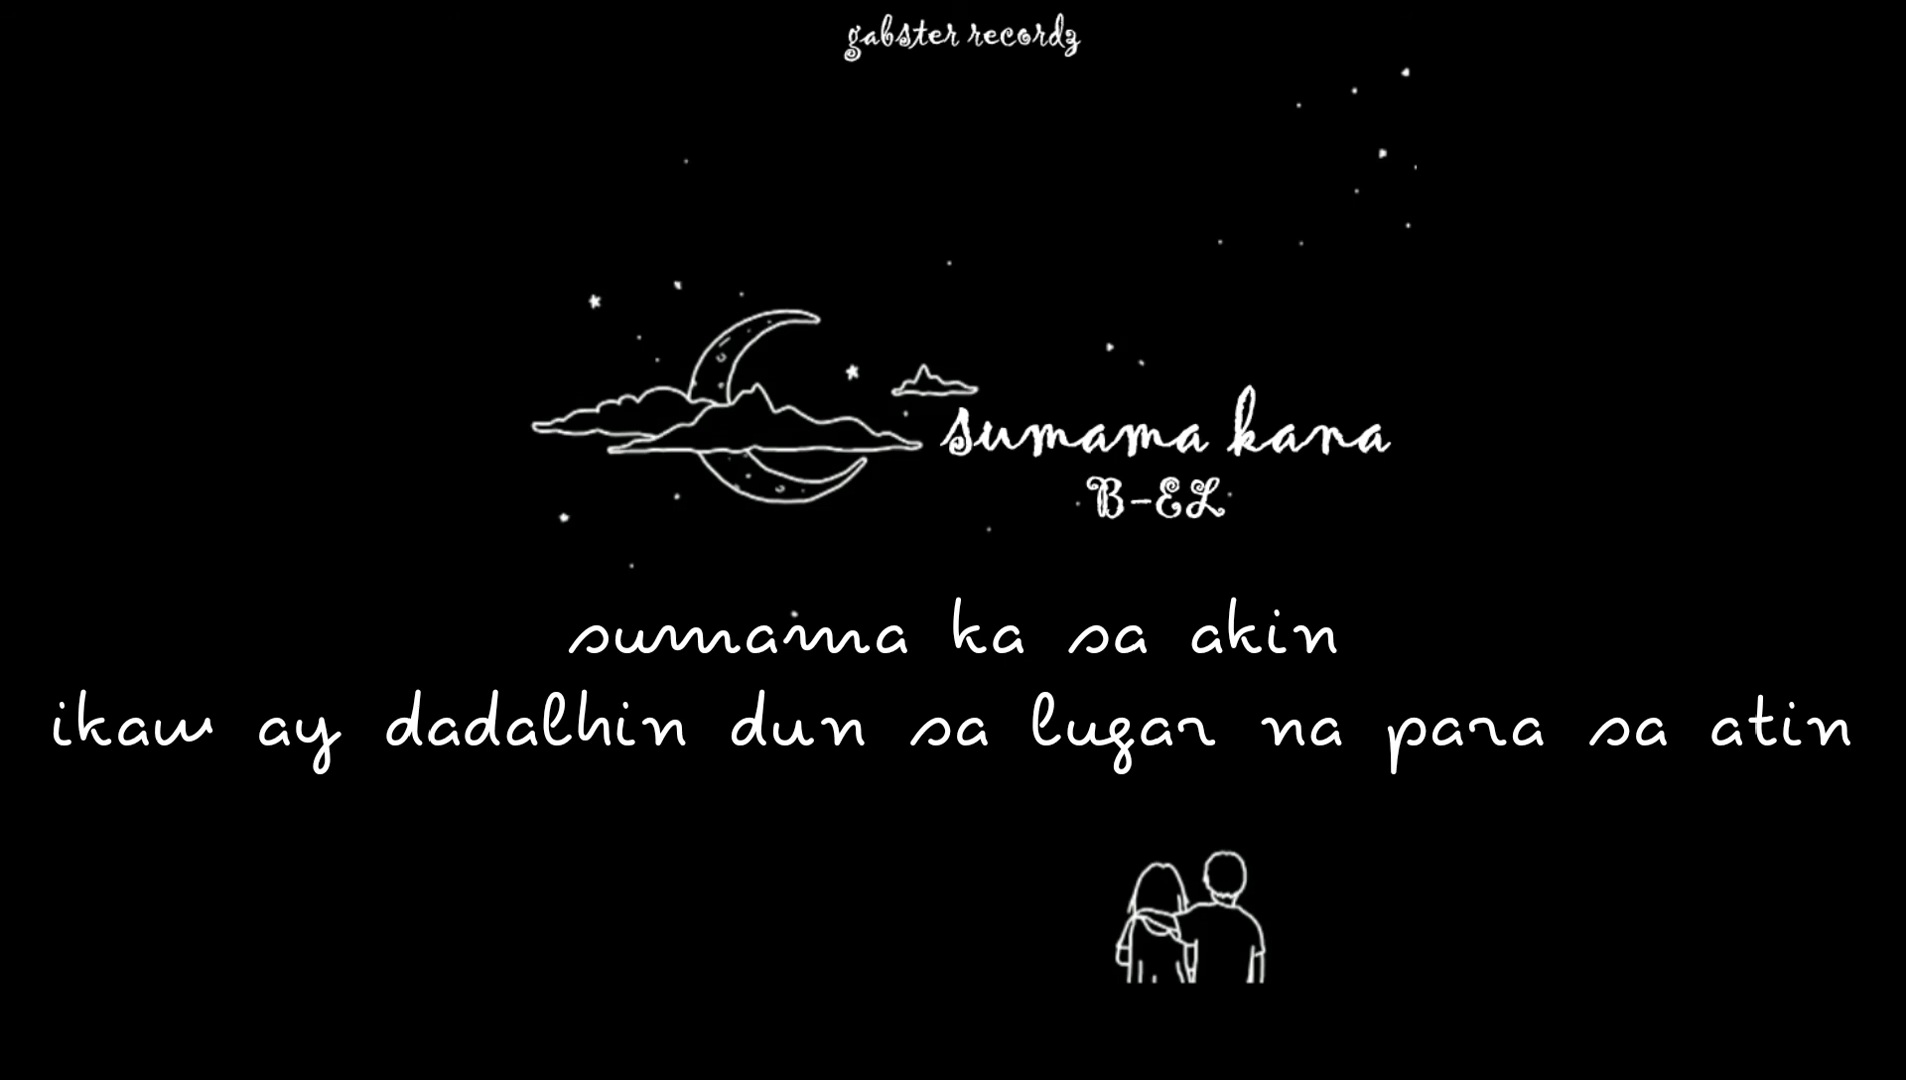 gabster recordz
sumama kana
B-EL
sumama ka sa akin
ikaw ay dadalhin dun sa lugar na para sa atin